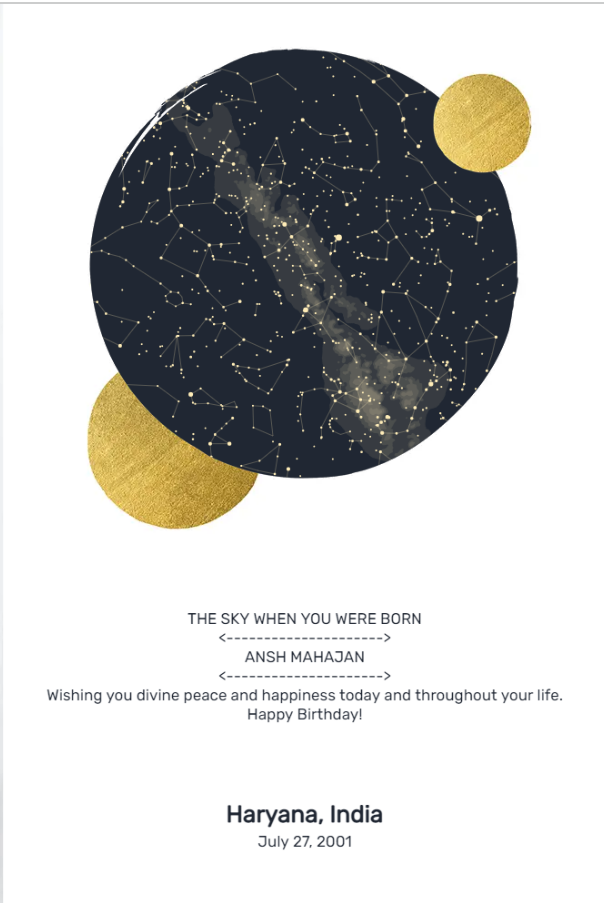 THE SKY WHEN YOU WERE BORN
<--------------------->
ANSH MAHAJAN
<--------------------->
Wishing you divine peace and happiness today and throughout your life.
Happy Birthday!
Haryana, India
July 27, 2001